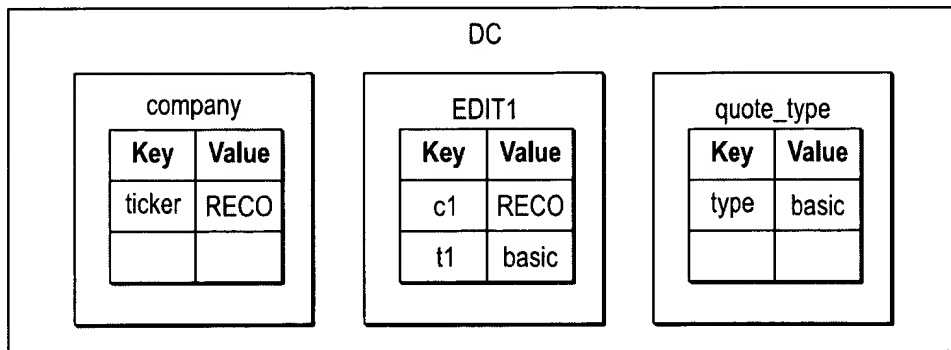 DC
company EDIT1 quote_type
Key Value Key Value Key Value
ticker RECO c1 RECO type basic
t1 basic